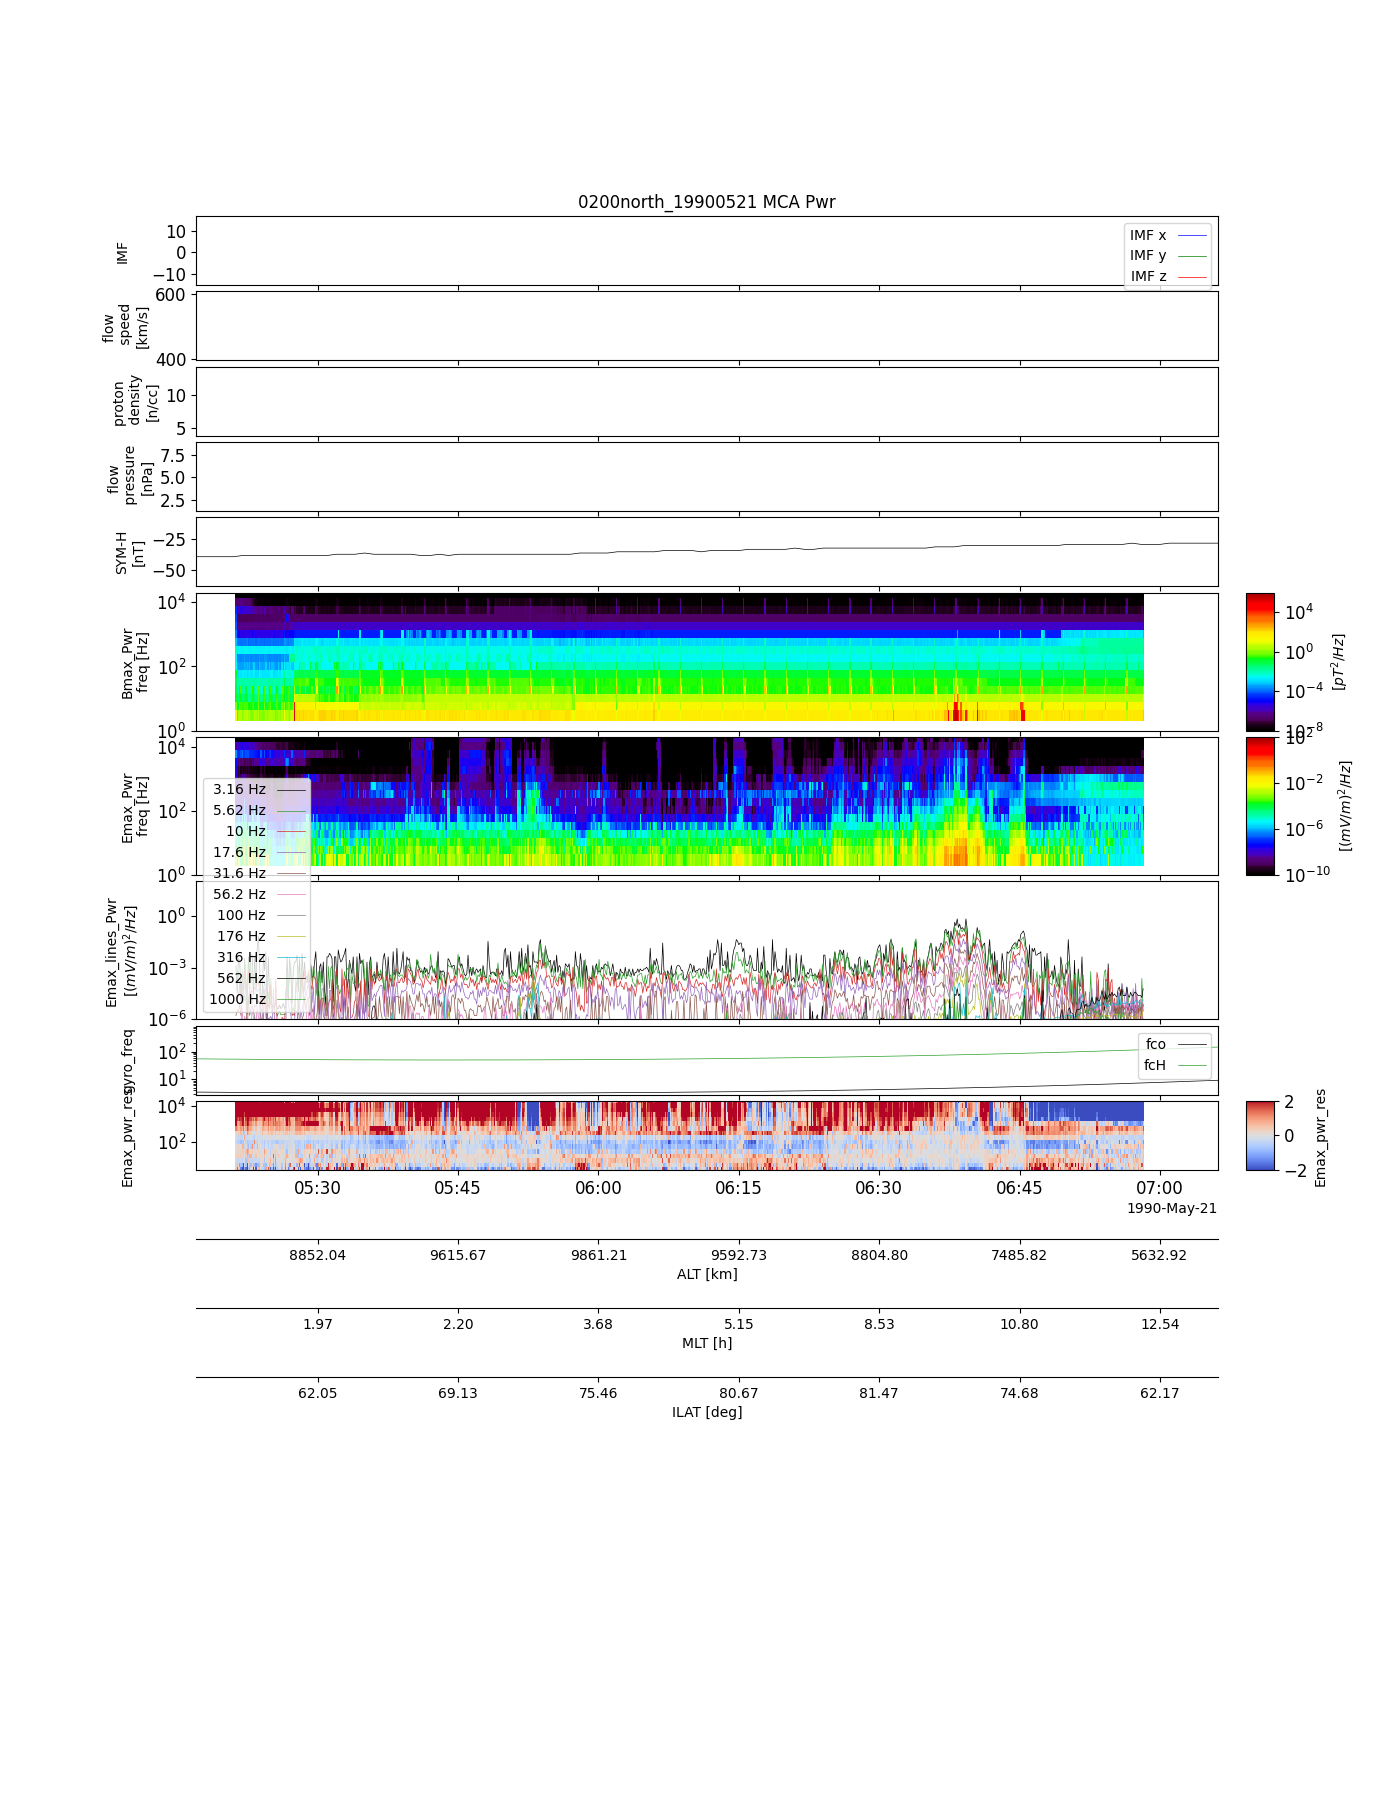 0200north_19900521 MCA Pwr
IMF
10
0
−10
IMF x
IMF y
IMF z
flow
speed
[km/s]
600
400
proton
density
[n/cc]
10
5
flow
pressure
[nPa]
7.5
5.0
2.5
SYM-H
[nT]
−25
−50
Bmax_Pwr
freq [Hz]
10^4
10^2
10^0
10^4
10^0
10^−4
10^−8
[pT^2/Hz]
Emax_Pwr
freq [Hz]
10^4
10^2
10^0
10^2
10^−2
10^−6
10^−10
[(mV/m)^2/Hz]
3.16 Hz
5.62 Hz
10 Hz
17.6 Hz
31.6 Hz
56.2 Hz
100 Hz
176 Hz
316 Hz
562 Hz
1000 Hz
Emax_lines_Pwr
[(mV/m)^2/Hz]
10^0
10^−3
10^−6
gyro_freq
10^2
10^1
fco
fcH
Emax_pwr_res
10^4
10^2
2
0
−2
Emax_pwr_res
05:30 05:45 06:00 06:15 06:30 06:45 07:00
1990-May-21
8852.04 9615.67 9861.21 9592.73 8804.80 7485.82 5632.92
ALT [km]
1.97 2.20 3.68 5.15 8.53 10.80 12.54
MLT [h]
62.05 69.13 75.46 80.67 81.47 74.68 62.17
ILAT [deg]